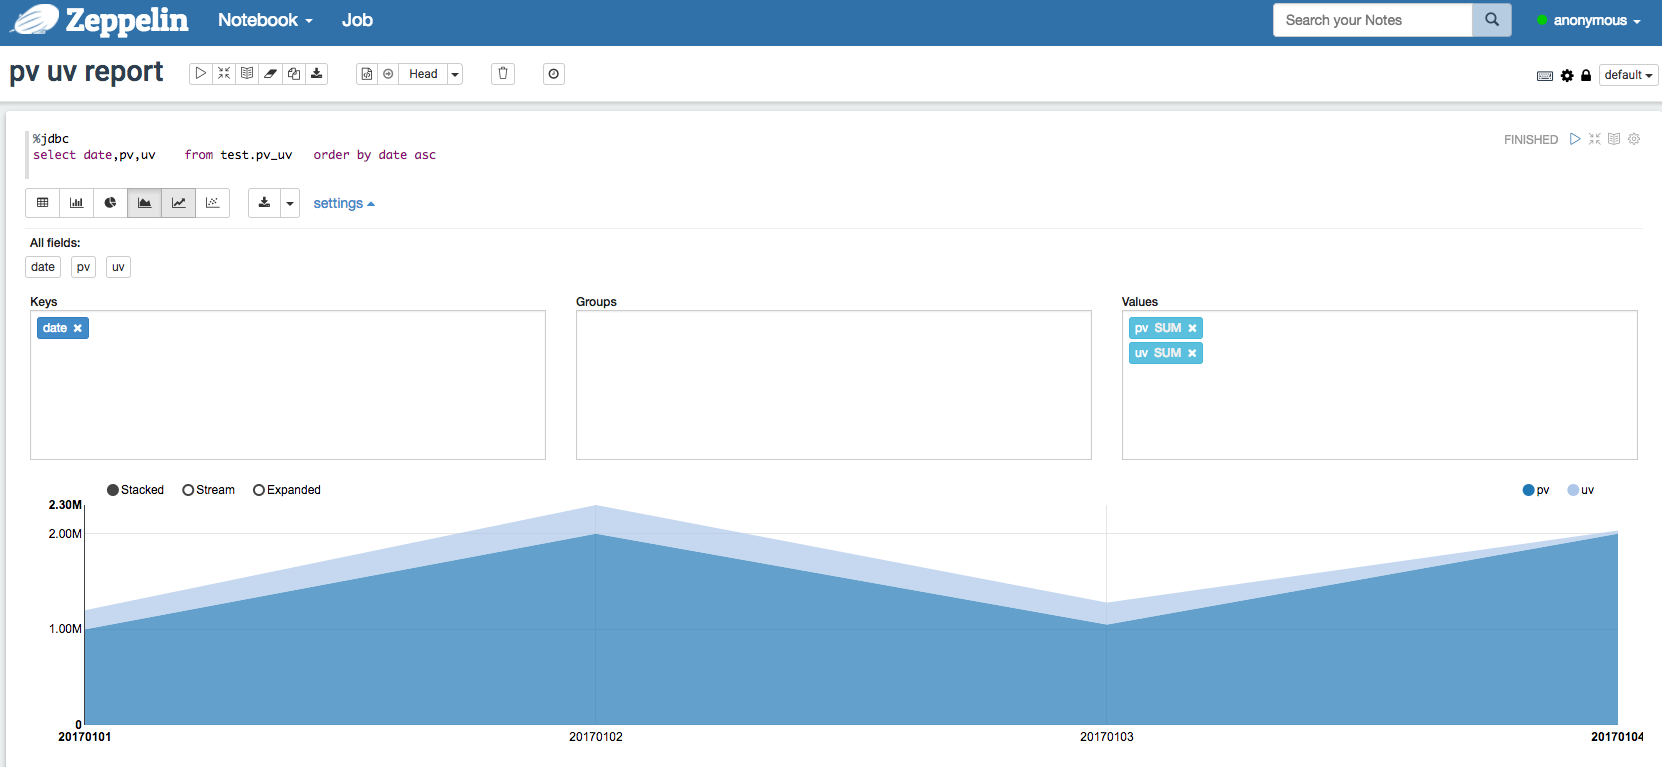 Zeppelin Notebook Job Search your Notes anonymous
pv uv report Head default
%jdbc FINISHED
select date,pv,uv    from test.pv_uv   order by date asc
settings
All fields:
date pv uv
Keys Groups Values
date × pv SUM ×
uv SUM ×
Stacked Stream Expanded pv uv
2.30M
2.00M
1.00M
0
20170101 20170102 20170103 20170104